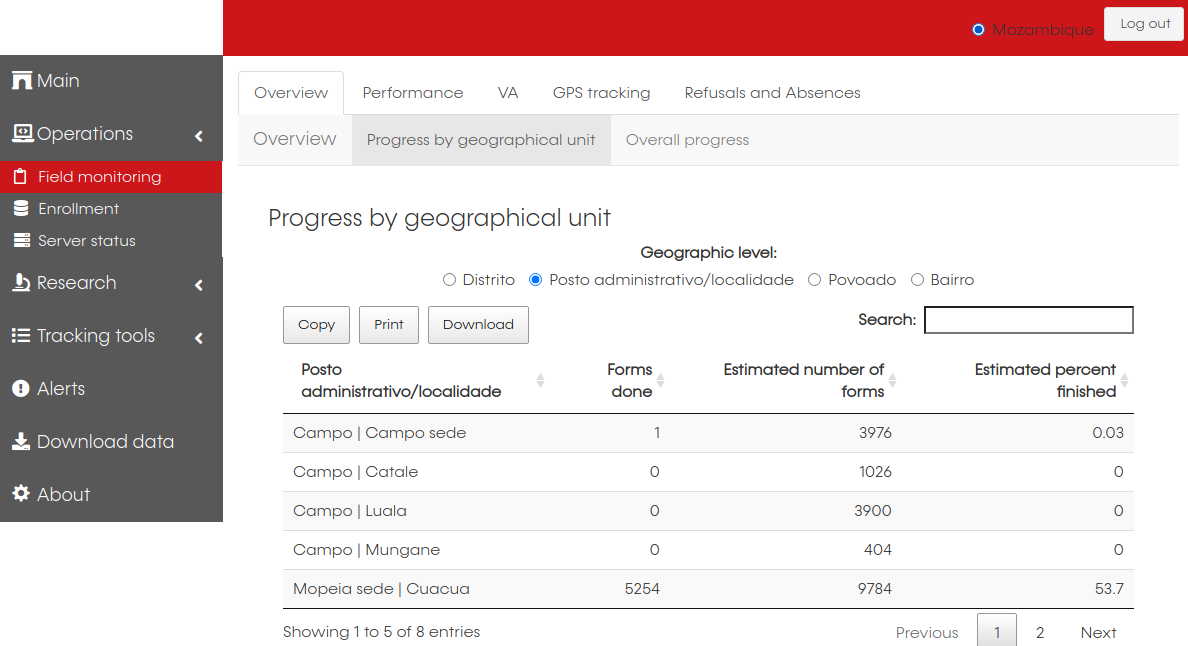 Mozambique
Log out
Main
Operations
Field monitoring
Enrollment
Server status
Research
Tracking tools
Alerts
Download data
About
Overview Performance VA GPS tracking Refusals and Absences
Overview Progress by geographical unit Overall progress
Progress by geographical unit
Geographic level:
Distrito Posto administrativo/localidade Povoado Bairro
Copy Print Download
Search:
Posto administrativo/localidade
Forms done
Estimated number of forms
Estimated percent finished
Campo | Campo sede 1 3976 0.03
Campo | Catale 0 1026 0
Campo | Luala 0 3900 0
Campo | Mungane 0 404 0
Mopeia sede | Cuacua 5254 9784 53.7
Showing 1 to 5 of 8 entries
Previous 1 2 Next